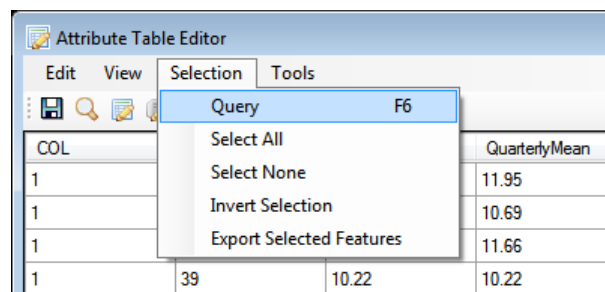 Attribute Table Editor
Edit View Selection Tools
Query F6
Select All
Select None
Invert Selection
Export Selected Features
COL QuarterlyMean
1 11.95
1 10.69
1 11.66
1 39 10.22 10.22